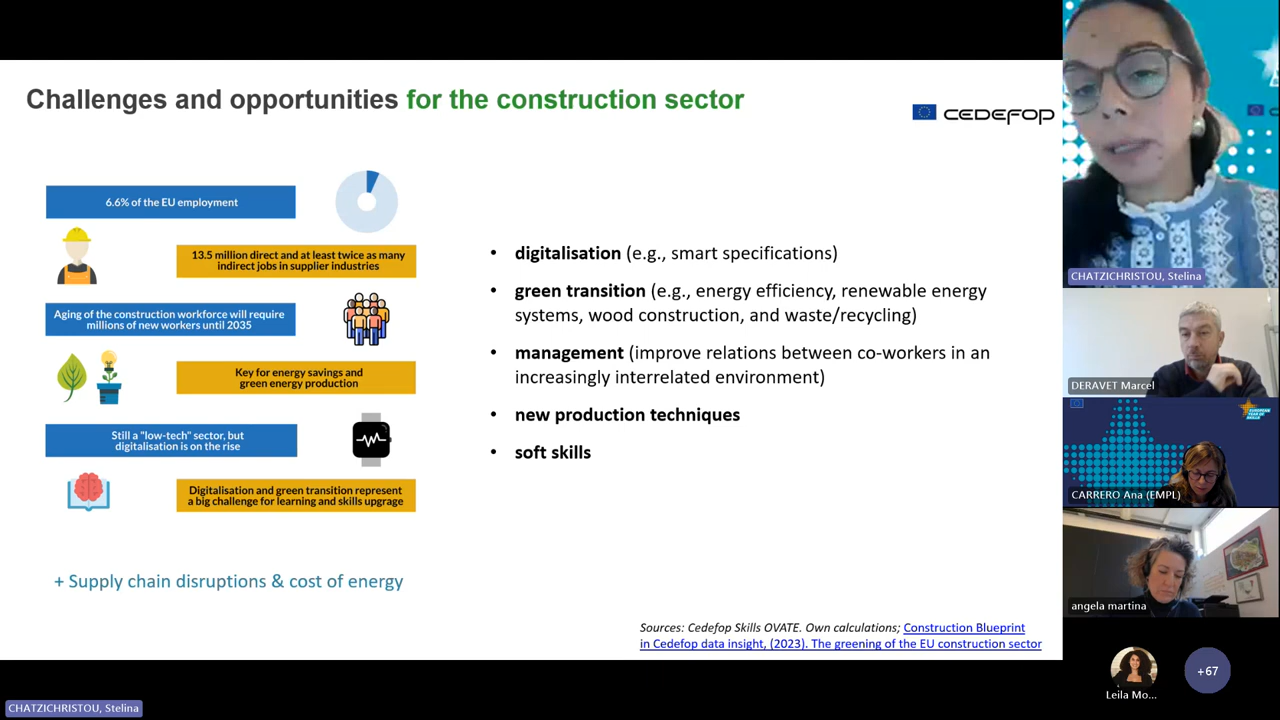 Challenges and opportunities for the construction sector
CEDEFOP
6.6% of the EU employment
13.5 million direct and at least twice as many
indirect jobs in supplier industries
Aging of the construction workforce will require
millions of new workers until 2035
Key for energy savings and
green energy production
Still a "low-tech" sector, but
digitalisation is on the rise
Digitalisation and green transition represent
a big challenge for learning and skills upgrage
+ Supply chain disruptions & cost of energy
• digitalisation (e.g., smart specifications)
• green transition (e.g., energy efficiency, renewable energy
systems, wood construction, and waste/recycling)
• management (improve relations between co-workers in an
increasingly interrelated environment)
• new production techniques
• soft skills
Sources: Cedefop Skills OVATE. Own calculations; Construction Blueprint
in Cedefop data insight, (2023). The greening of the EU construction sector
CHATZICHRISTOU, Stelina
DERAVET Marcel
EUROPEAN
YEAR OF
SKILLS
CARRERO Ana (EMPL)
angela martina
Leila Mo...
+67
CHATZICHRISTOU, Stelina